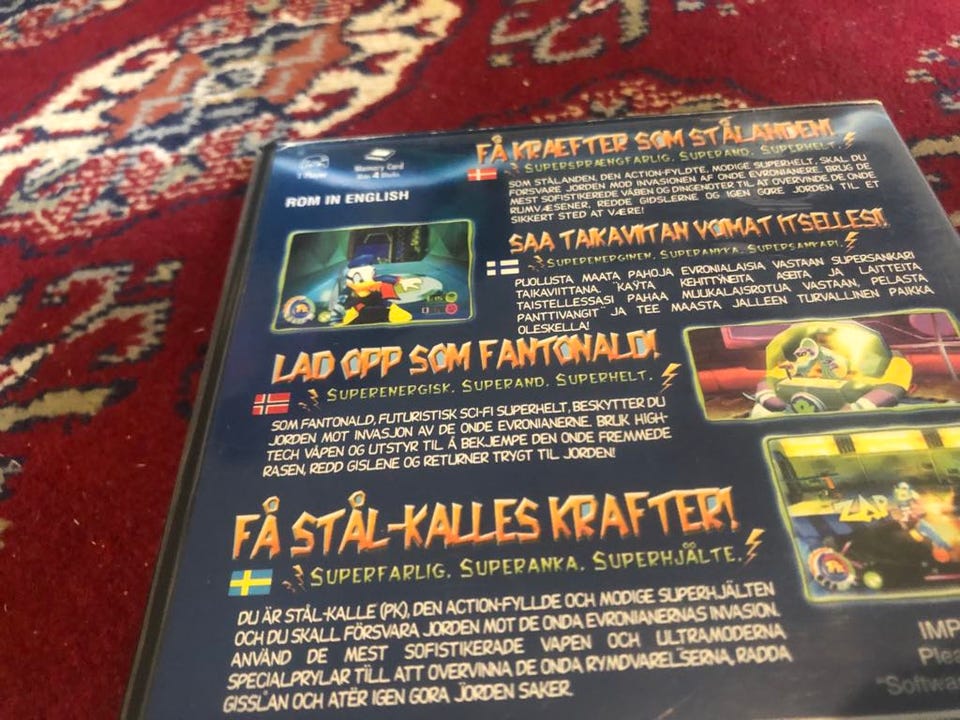 1 Player
Memory Card
Min 4 Bloks
ROM IN ENGLISH
FÅ KRAEFTER SOM STÅLANDEN!
SUPERSPRÆNGFARLIG. SUPERAND. SUPERHELT.
SOM STÅLANDEN, DEN ACTION-FYLDTE, MODIGE SUPERHELT, SKAL DU
FORSVARE JORDEN MOD INVASIONEN AF ONDE EVRONIANERE. BRUG DE
MEST SOFISTIKEREDE VÅBEN OG DINGENOTER TIL AT OVERVINDE DE ONDE
RUMVÆSENER, REDDE GIDSLERNE OG IGEN GORE JORDEN TIL ET
SIKKERT STED AT VÆRE!
SAA TAIKAVIITAN VOIMAT ITSELLESI!
SUPERENERGINEN. SUPERANKKA. SUPERSANKARI.
PUOLUSTA MAATA PAHOJA EVRONIALAISIA VASTAAN SUPERSANKARI
TAIKAVIITTANA. KAYTA KEHITTYNEITA ASEITA JA LAITTEITA
TAISTELLESSASI PAHAA MUUKALAISROTUA VASTAAN, PELASTA
PANTTIVANGIT JA TEE MAASTA JALLEEN TURVALLINEN PAIKKA
OLESKELLA!
LAD OPP SOM FANTONALD!
SUPERENERGISK. SUPERAND. SUPERHELT.
SOM FANTONALD, FUTURISTISK SCI-FI SUPERHELT, BESKYTTER DU
JORDEN MOT INVASJON AV DE ONDE EVRONIANERNE. BRUK HIGH-
TECH VÅPEN OG UTSTYR TIL Å BEKJEMPE DEN ONDE FREMMEDE
RASEN, REDD GISLENE OG RETURNER TRYGT TIL JORDEN!
FÅ STÅL-KALLES KRAFTER!
SUPERFARLIG. SUPERANKA. SUPERHJÄLTE.
DU ÄR STÅL-KALLE (PK), DEN ACTION-FYLLDE OCH MODIGE SUPERHJÄLTEN
OCH DU SKALL FÖRSVARA JORDEN MOT DE ONDA EVRONIANERNAS INVASION.
ANVÄND DE MEST SOFISTIKERADE VAPEN OCH ULTRAMODERNA
SPECIALPRYLAR TILL ATT OVERVINNA DE ONDA RYMDVARELSERNA, RADDA
GISSLAN OCH ATER IGEN GORA JORDEN SAKER.
ZAP
IMP
Plea
"Softwa